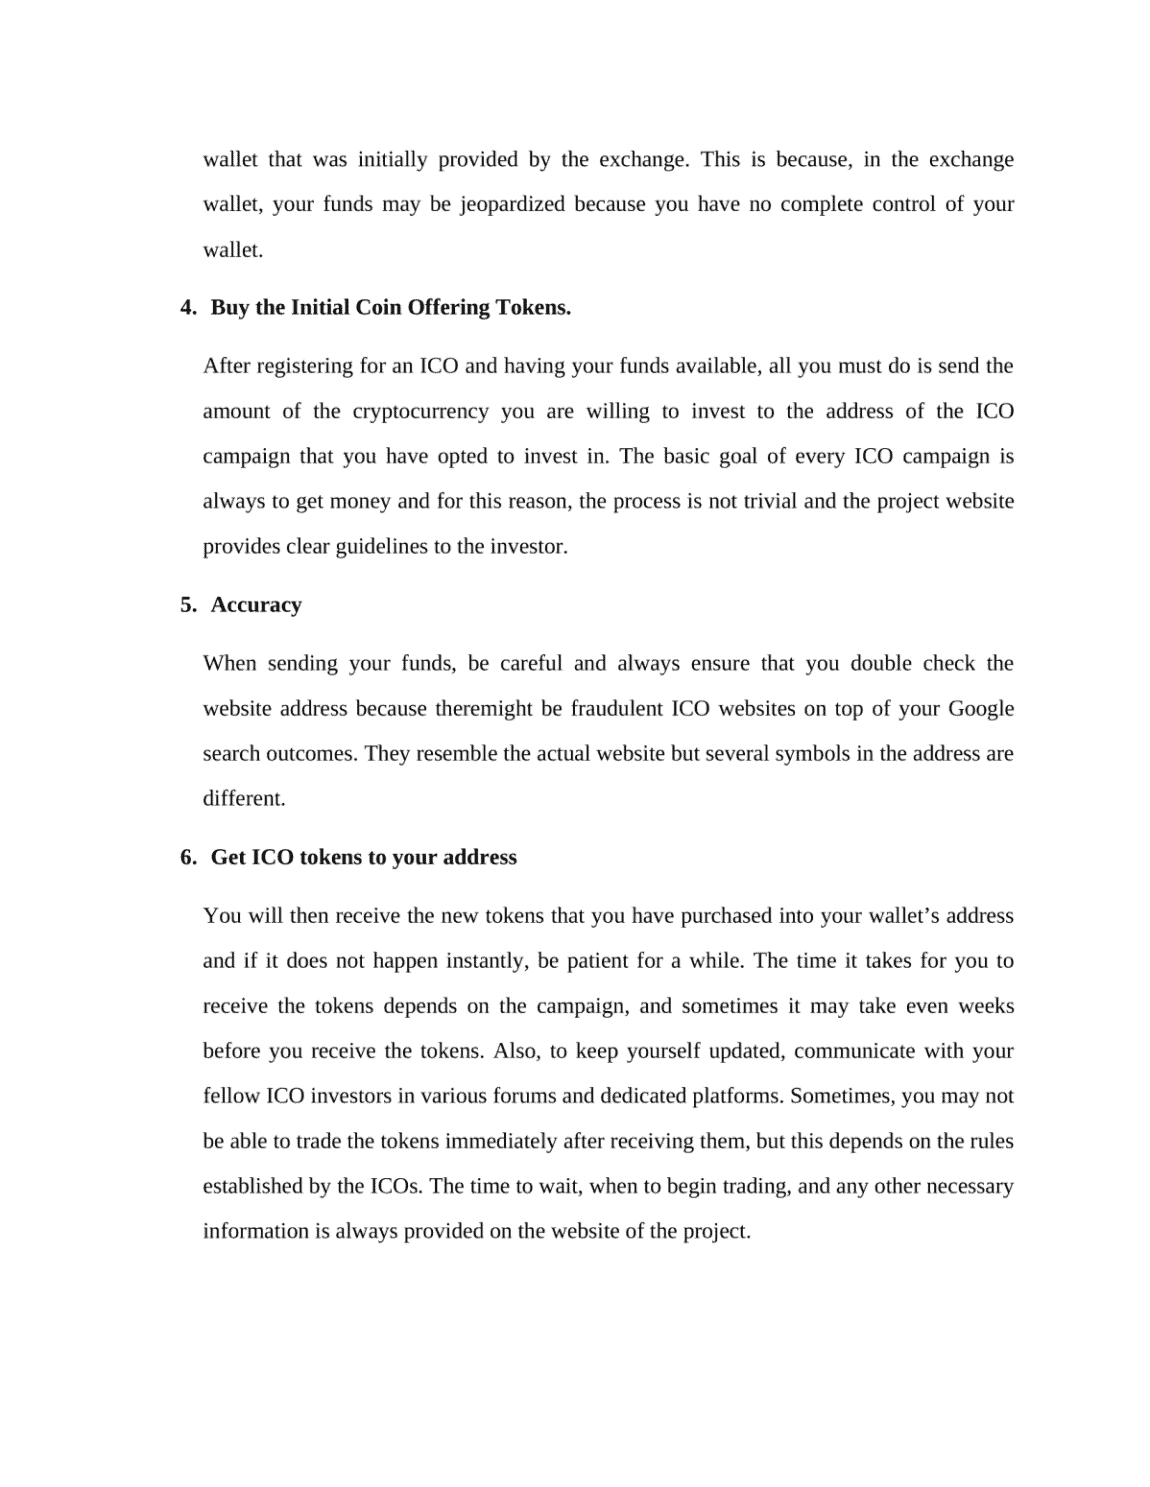 wallet that was initially provided by the exchange. This is because, in the exchange
wallet, your funds may be jeopardized because you have no complete control of your
wallet.
4. Buy the Initial Coin Offering Tokens.
After registering for an ICO and having your funds available, all you must do is send the
amount of the cryptocurrency you are willing to invest to the address of the ICO
campaign that you have opted to invest in. The basic goal of every ICO campaign is
always to get money and for this reason, the process is not trivial and the project website
provides clear guidelines to the investor.
5. Accuracy
When sending your funds, be careful and always ensure that you double check the
website address because theremight be fraudulent ICO websites on top of your Google
search outcomes. They resemble the actual website but several symbols in the address are
different.
6. Get ICO tokens to your address
You will then receive the new tokens that you have purchased into your wallet’s address
and if it does not happen instantly, be patient for a while. The time it takes for you to
receive the tokens depends on the campaign, and sometimes it may take even weeks
before you receive the tokens. Also, to keep yourself updated, communicate with your
fellow ICO investors in various forums and dedicated platforms. Sometimes, you may not
be able to trade the tokens immediately after receiving them, but this depends on the rules
established by the ICOs. The time to wait, when to begin trading, and any other necessary
information is always provided on the website of the project.